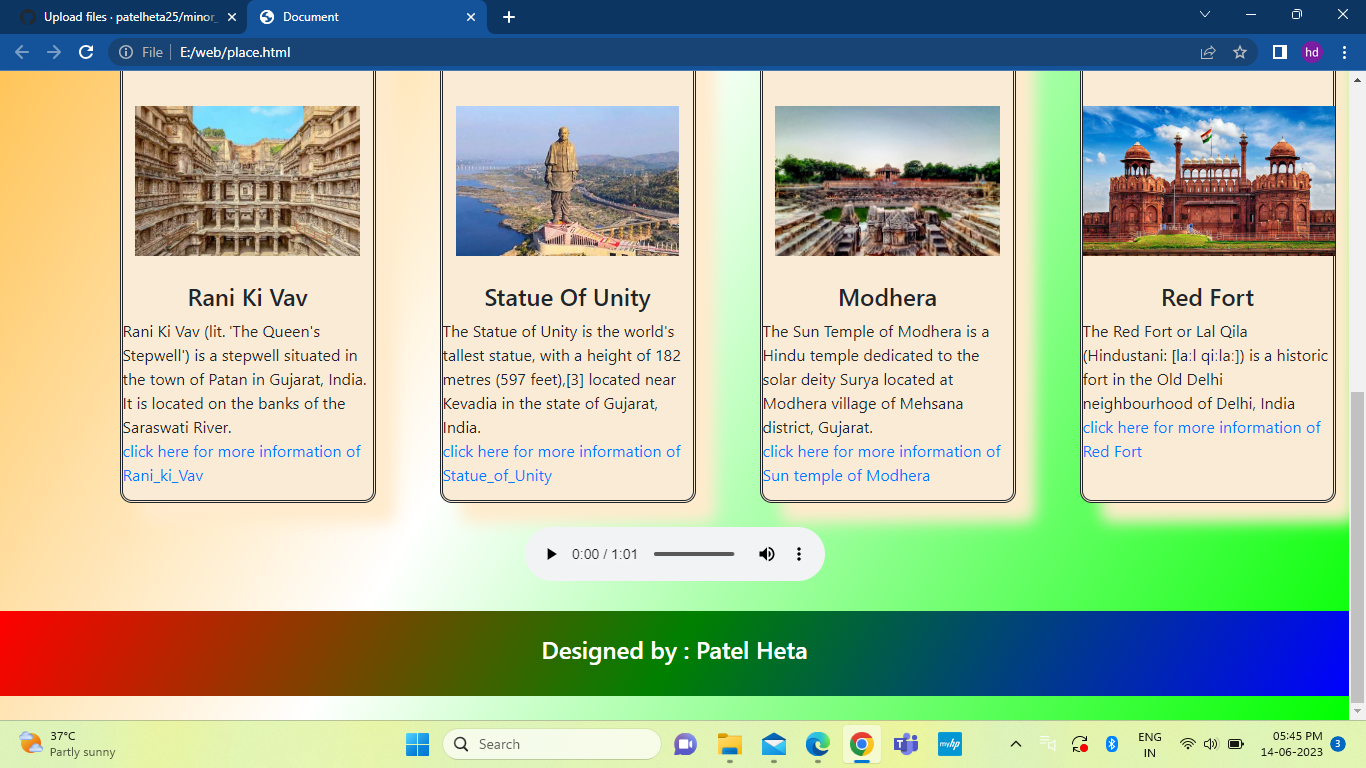 Upload files · patelheta25/minor_
Document
File
E:/web/place.html
hd
Rani Ki Vav
Rani Ki Vav (lit. 'The Queen's
Stepwell') is a stepwell situated in
the town of Patan in Gujarat, India.
It is located on the banks of the
Saraswati River.
click here for more information of
Rani_ki_Vav
Statue Of Unity
The Statue of Unity is the world's
tallest statue, with a height of 182
metres (597 feet),[3] located near
Kevadia in the state of Gujarat,
India.
click here for more information of
Statue_of_Unity
Modhera
The Sun Temple of Modhera is a
Hindu temple dedicated to the
solar deity Surya located at
Modhera village of Mehsana
district, Gujarat.
click here for more information of
Sun temple of Modhera
Red Fort
The Red Fort or Lal Qila
(Hindustani: [laːl qiːlaː]) is a historic
fort in the Old Delhi
neighbourhood of Delhi, India
click here for more information of
Red Fort
0:00 / 1:01
Designed by : Patel Heta
37°C
Partly sunny
Search
myhp
ENG
IN
05:45 PM
14-06-2023
3